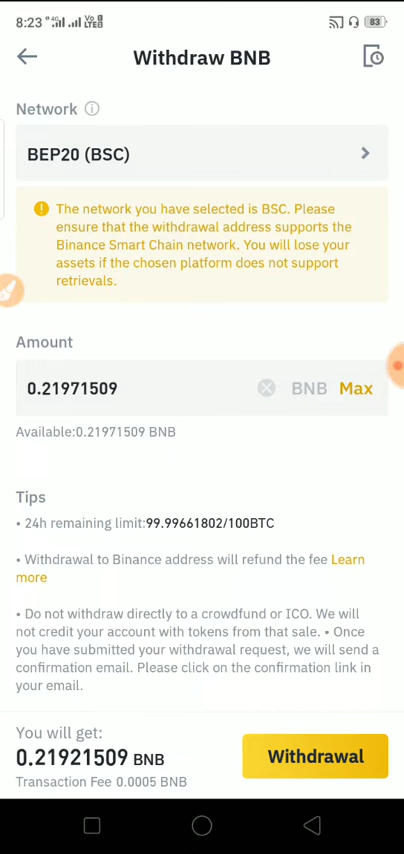 8:23 4G Vo LTE 83
Withdraw BNB
Network
BEP20 (BSC)
The network you have selected is BSC. Please
ensure that the withdrawal address supports the
Binance Smart Chain network. You will lose your
assets if the chosen platform does not support
retrievals.
Amount
0.21971509 BNB Max
Available:0.21971509 BNB
Tips
• 24h remaining limit:99.99661802/100BTC
• Withdrawal to Binance address will refund the fee Learn
more
• Do not withdraw directly to a crowdfund or ICO. We will
not credit your account with tokens from that sale. • Once
you have submitted your withdrawal request, we will send a
confirmation email. Please click on the confirmation link in
your email.
You will get:
0.21921509 BNB
Transaction Fee 0.0005 BNB
Withdrawal